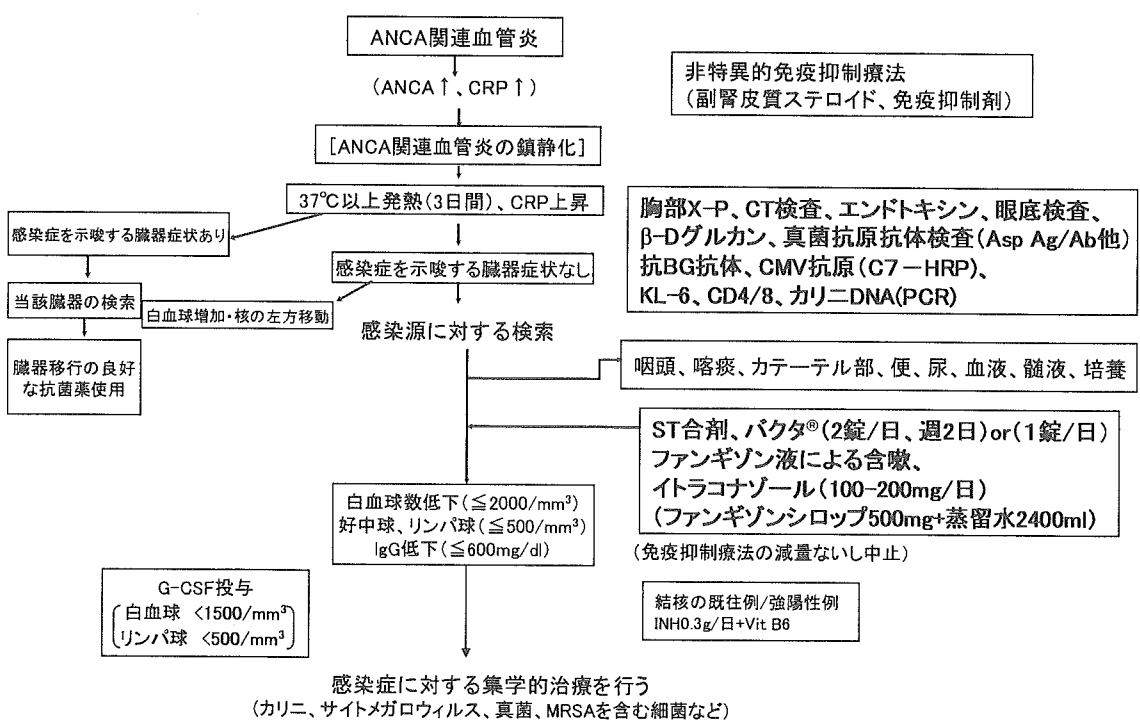 ANCA関連血管炎
(ANCA↑、CRP↑)
非特異的免疫抑制療法
(副腎皮質ステロイド、免疫抑制剤)
[ANCA関連血管炎の鎮静化]
37℃以上発熱(3日間)、CRP上昇
感染症を示唆する臓器症状あり
感染症を示唆する臓器症状なし
胸部X-P、CT検査、エンドトキシン、眼底検査、
β-Dグルカン、真菌抗原抗体検査(Asp Ag/Ab他)
抗BG抗体、CMV抗原(C7－HRP)、
KL-6、CD4/8、カリニDNA(PCR)
当該臓器の検索
白血球増加・核の左方移動
感染源に対する検索
臓器移行の良好
な抗菌薬使用
咽頭、喀痰、カテーテル部、便、尿、血液、髄液、培養
ST合剤、バクタ®(2錠/日、週2日)or(1錠/日)
ファンギゾン液による含嗽、
イトラコナゾール(100-200mg/日)
(ファンギゾンシロップ500mg+蒸留水2400ml)
白血球数低下(≦2000/mm³)
好中球、リンパ球(≦500/mm³)
IgG低下(≦600mg/dl)
(免疫抑制療法の減量ないし中止)
G-CSF投与
白血球 <1500/mm³
リンパ球 <500/mm³
結核の既往例/強陽性例
INH0.3g/日+Vit B6
感染症に対する集学的治療を行う
(カリニ、サイトメガロウィルス、真菌、MRSAを含む細菌など)